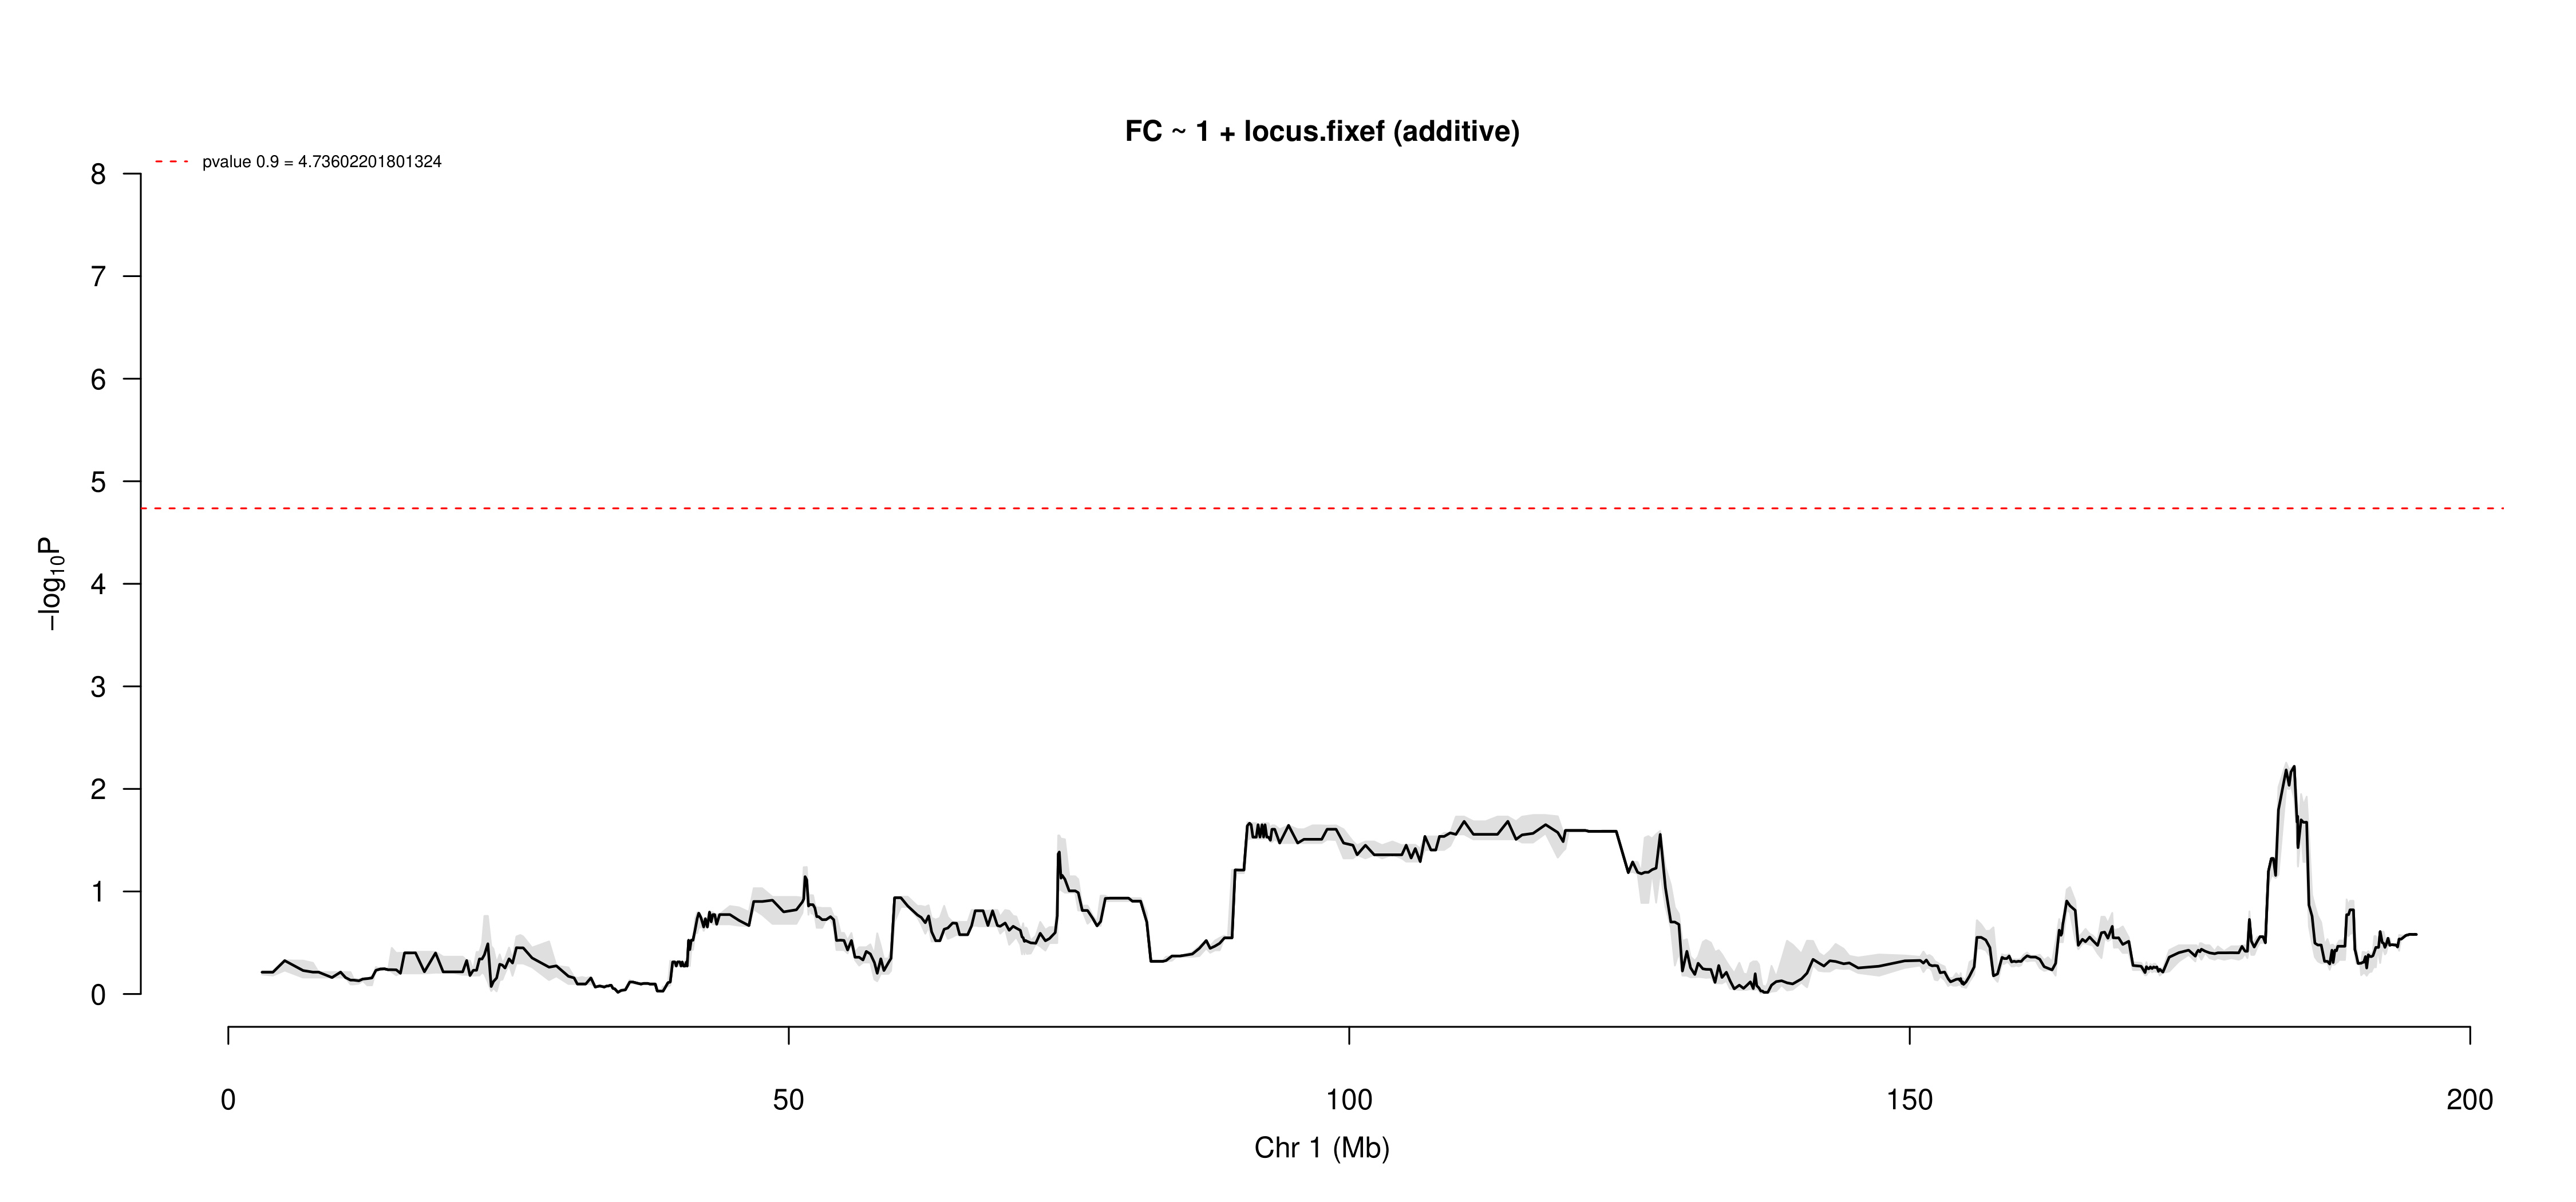 FC ~ 1 + locus.fixef (additive)
pvalue 0.9 = 4.73602201801324
8
7
6
5
4
3
2
1
0
−log10P
0 50 100 150 200
Chr 1 (Mb)